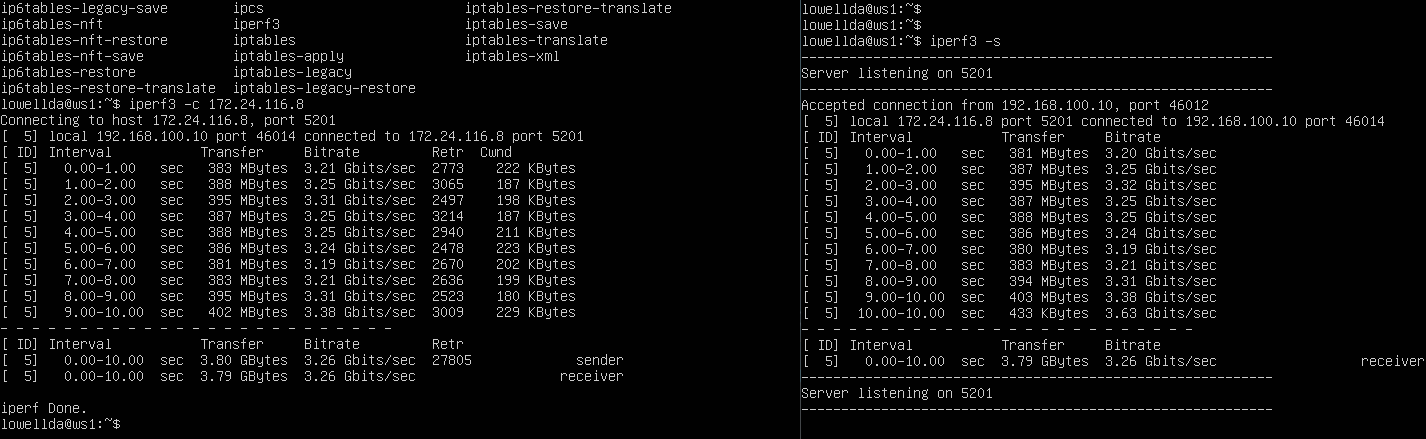 ip6tables-legacy-save ipcs iptables-restore-translate
ip6tables-nft iperf3 iptables-save
ip6tables-nft-restore iptables iptables-translate
ip6tables-nft-save iptables-apply iptables-xml
ip6tables-restore iptables-legacy
ip6tables-restore-translate iptables-legacy-restore
lowellda@ws1:~$ iperf3 -c 172.24.116.8
Connecting to host 172.24.116.8, port 5201
[  5] local 192.168.100.10 port 46014 connected to 172.24.116.8 port 5201
[ ID] Interval Transfer Bitrate Retr Cwnd
[  5] 0.00-1.00 sec 383 MBytes 3.21 Gbits/sec 2773 222 KBytes
[  5] 1.00-2.00 sec 388 MBytes 3.25 Gbits/sec 3065 187 KBytes
[  5] 2.00-3.00 sec 395 MBytes 3.31 Gbits/sec 2497 198 KBytes
[  5] 3.00-4.00 sec 387 MBytes 3.25 Gbits/sec 3214 187 KBytes
[  5] 4.00-5.00 sec 388 MBytes 3.25 Gbits/sec 2940 211 KBytes
[  5] 5.00-6.00 sec 386 MBytes 3.24 Gbits/sec 2478 223 KBytes
[  5] 6.00-7.00 sec 381 MBytes 3.19 Gbits/sec 2670 202 KBytes
[  5] 7.00-8.00 sec 383 MBytes 3.21 Gbits/sec 2636 199 KBytes
[  5] 8.00-9.00 sec 395 MBytes 3.31 Gbits/sec 2523 180 KBytes
[  5] 9.00-10.00 sec 402 MBytes 3.38 Gbits/sec 3009 229 KBytes
- - - - - - - - - - - - - - - - - - - - - - - - -
[ ID] Interval Transfer Bitrate Retr
[  5] 0.00-10.00 sec 3.80 GBytes 3.26 Gbits/sec 27805 sender
[  5] 0.00-10.00 sec 3.79 GBytes 3.26 Gbits/sec receiver
iperf Done.
lowellda@ws1:~$
lowellda@ws1:~$
lowellda@ws1:~$
lowellda@ws1:~$ iperf3 -s
-----------------------------------------------------------
Server listening on 5201
-----------------------------------------------------------
Accepted connection from 192.168.100.10, port 46012
[  5] local 172.24.116.8 port 5201 connected to 192.168.100.10 port 46014
[ ID] Interval Transfer Bitrate
[  5] 0.00-1.00 sec 381 MBytes 3.20 Gbits/sec
[  5] 1.00-2.00 sec 387 MBytes 3.25 Gbits/sec
[  5] 2.00-3.00 sec 395 MBytes 3.32 Gbits/sec
[  5] 3.00-4.00 sec 387 MBytes 3.25 Gbits/sec
[  5] 4.00-5.00 sec 388 MBytes 3.25 Gbits/sec
[  5] 5.00-6.00 sec 386 MBytes 3.24 Gbits/sec
[  5] 6.00-7.00 sec 380 MBytes 3.19 Gbits/sec
[  5] 7.00-8.00 sec 383 MBytes 3.21 Gbits/sec
[  5] 8.00-9.00 sec 394 MBytes 3.31 Gbits/sec
[  5] 9.00-10.00 sec 403 MBytes 3.38 Gbits/sec
[  5] 10.00-10.00 sec 433 KBytes 3.63 Gbits/sec
- - - - - - - - - - - - - - - - - - - - - - - - -
[ ID] Interval Transfer Bitrate
[  5] 0.00-10.00 sec 3.79 GBytes 3.26 Gbits/sec receiver
-----------------------------------------------------------
Server listening on 5201
-----------------------------------------------------------